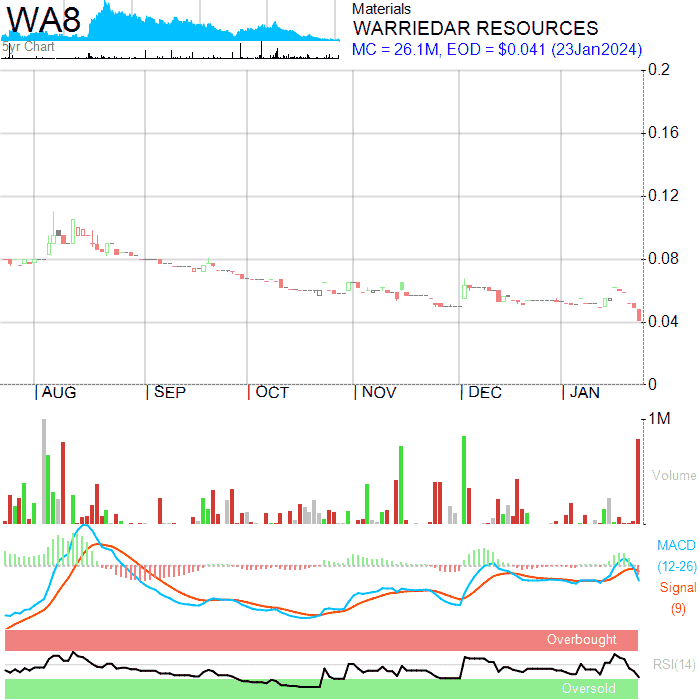 WA8
5yr Chart
Materials
WARRIEDAR RESOURCES
MC = 26.1M, EOD = $0.041 (23Jan2024)
0.2
0.16
0.12
0.08
0.04
0
AUG SEP OCT NOV DEC JAN
1M
Volume
MACD
(12-26)
Signal
(9)
Overbought
RSI(14)
Oversold